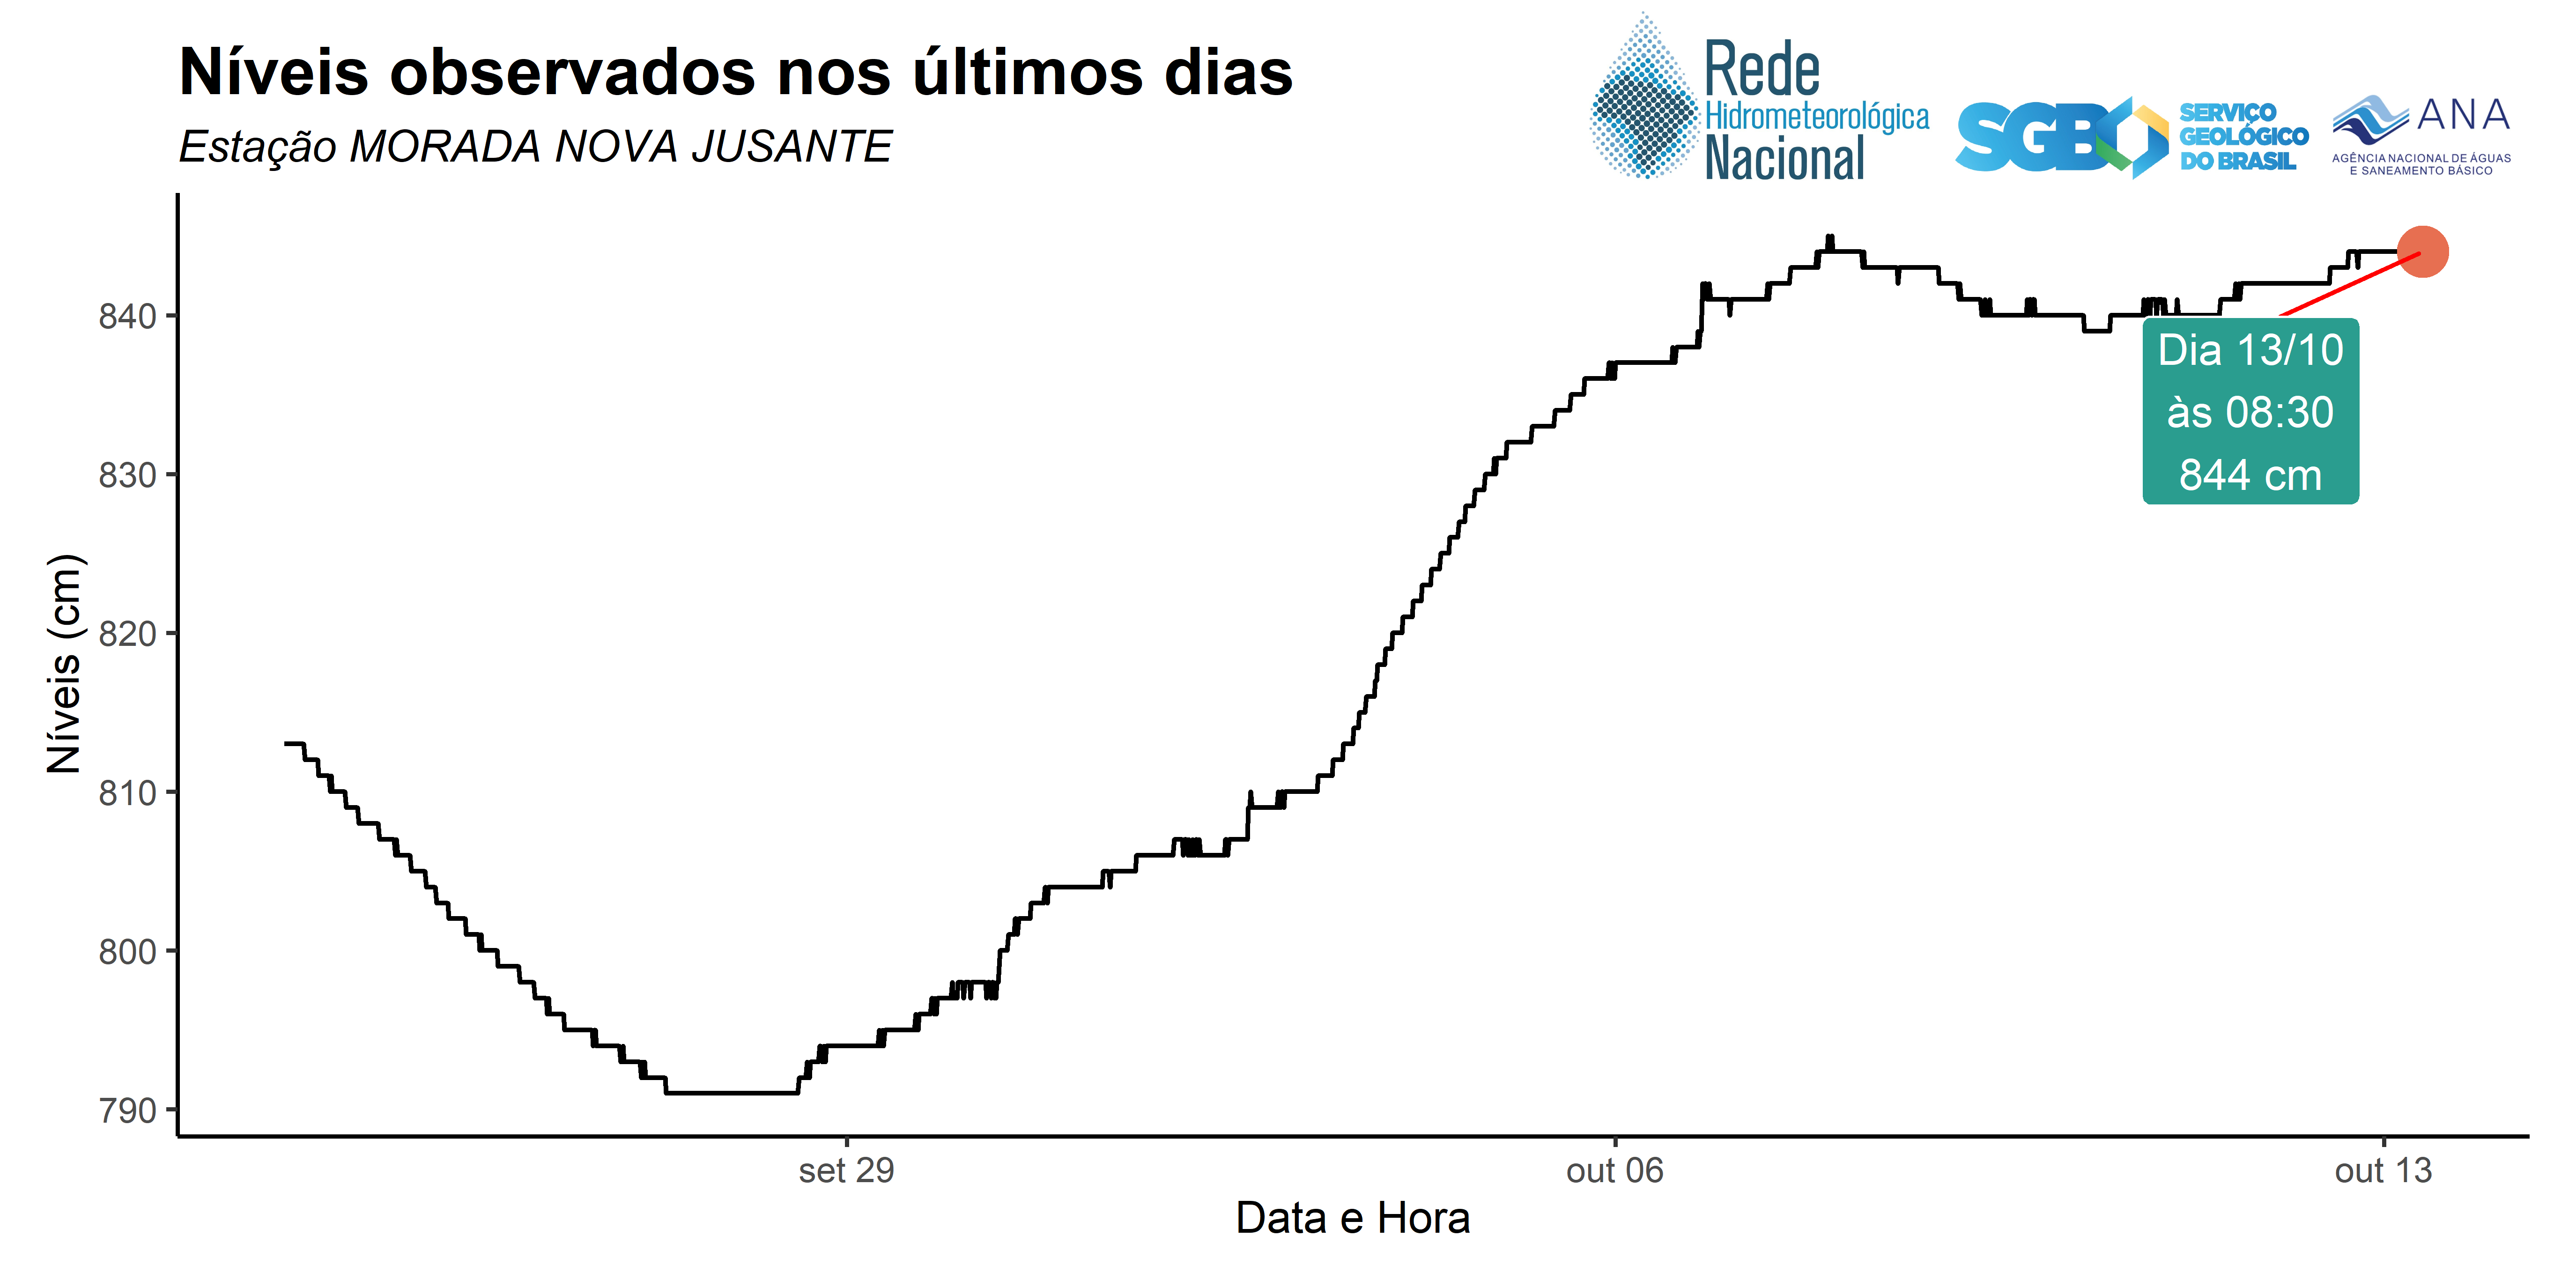 Níveis observados nos últimos dias
Estação MORADA NOVA JUSANTE
Rede
Hidrometeorológica
Nacional
SGB
SERVIÇO
GEOLÓGICO
DO BRASIL
ANA
AGÊNCIA NACIONAL DE ÁGUAS
E SANEAMENTO BÁSICO
Níveis (cm)
840
830
820
810
800
790
Dia 13/10
às 08:30
844 cm
set 29
out 06
out 13
Data e Hora